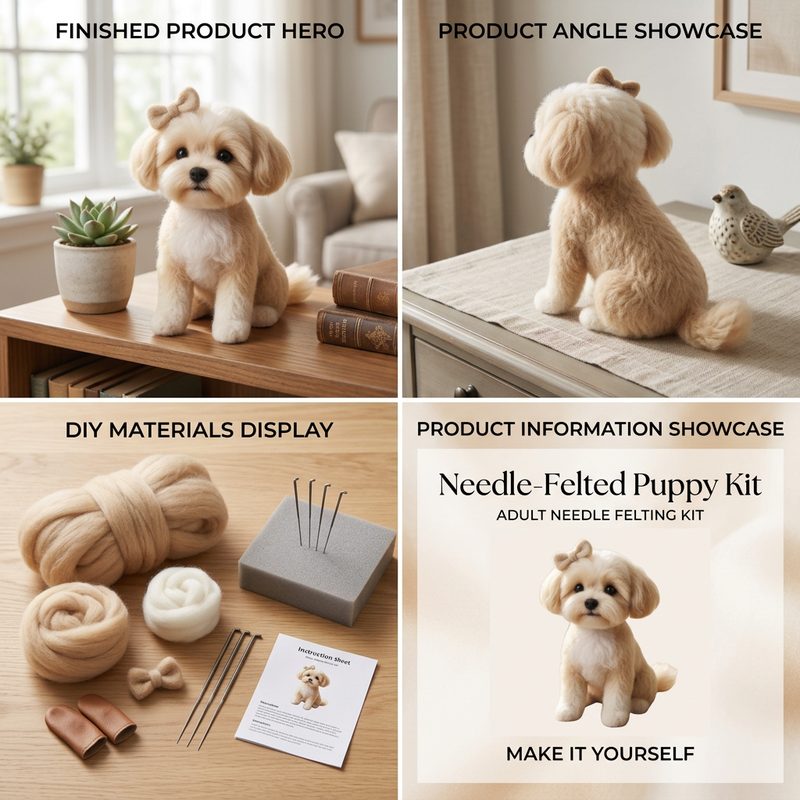 FINISHED PRODUCT HERO
PRODUCT ANGLE SHOWCASE
DIY MATERIALS DISPLAY
Instruction Sheet
PRODUCT INFORMATION SHOWCASE
Needle-Felted Puppy Kit
ADULT NEEDLE FELTING KIT
MAKE IT YOURSELF